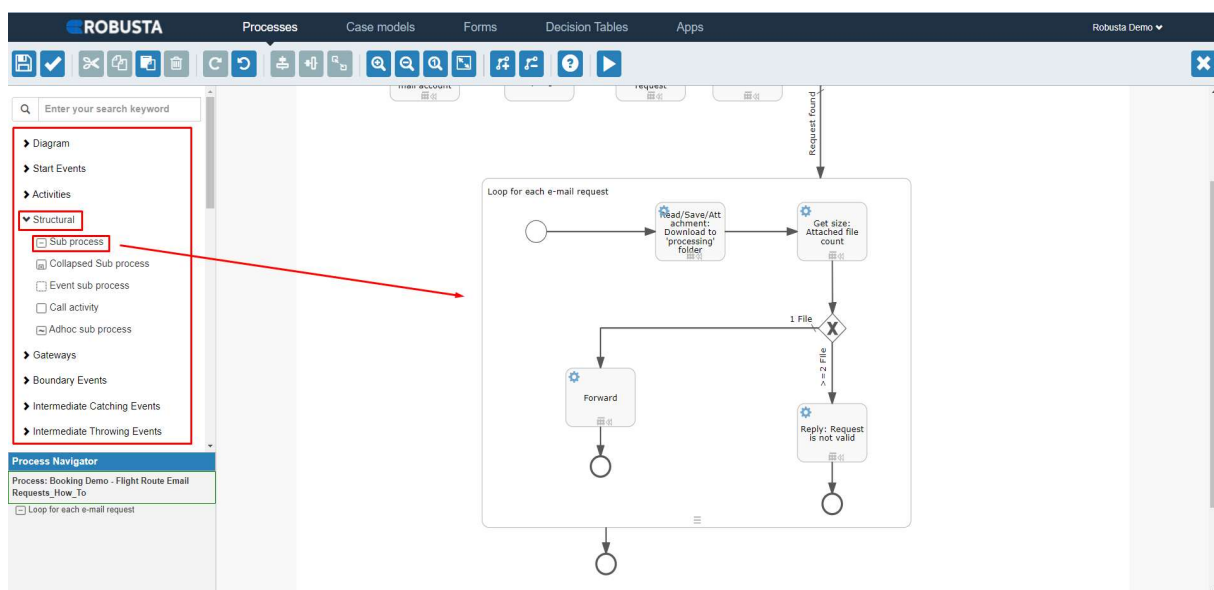 ROBUSTA
Processes
Case models
Forms
Decision Tables
Apps
Robusta Demo
Enter your search keyword
Diagram
Start Events
Activities
Structural
Sub process
Collapsed Sub process
Event sub process
Call activity
Adhoc sub process
Gateways
Boundary Events
Intermediate Catching Events
Intermediate Throwing Events
Process Navigator
Process: Booking Demo - Flight Route Email
Requests_How_To
Loop for each e-mail request
mail account
request
Request found
Loop for each e-mail request
Read/Save/Att
achment:
Download to
'processing'
folder
Get size:
Attached file
count
1 File
X
>= 2 File
Forward
Reply: Request
is not valid